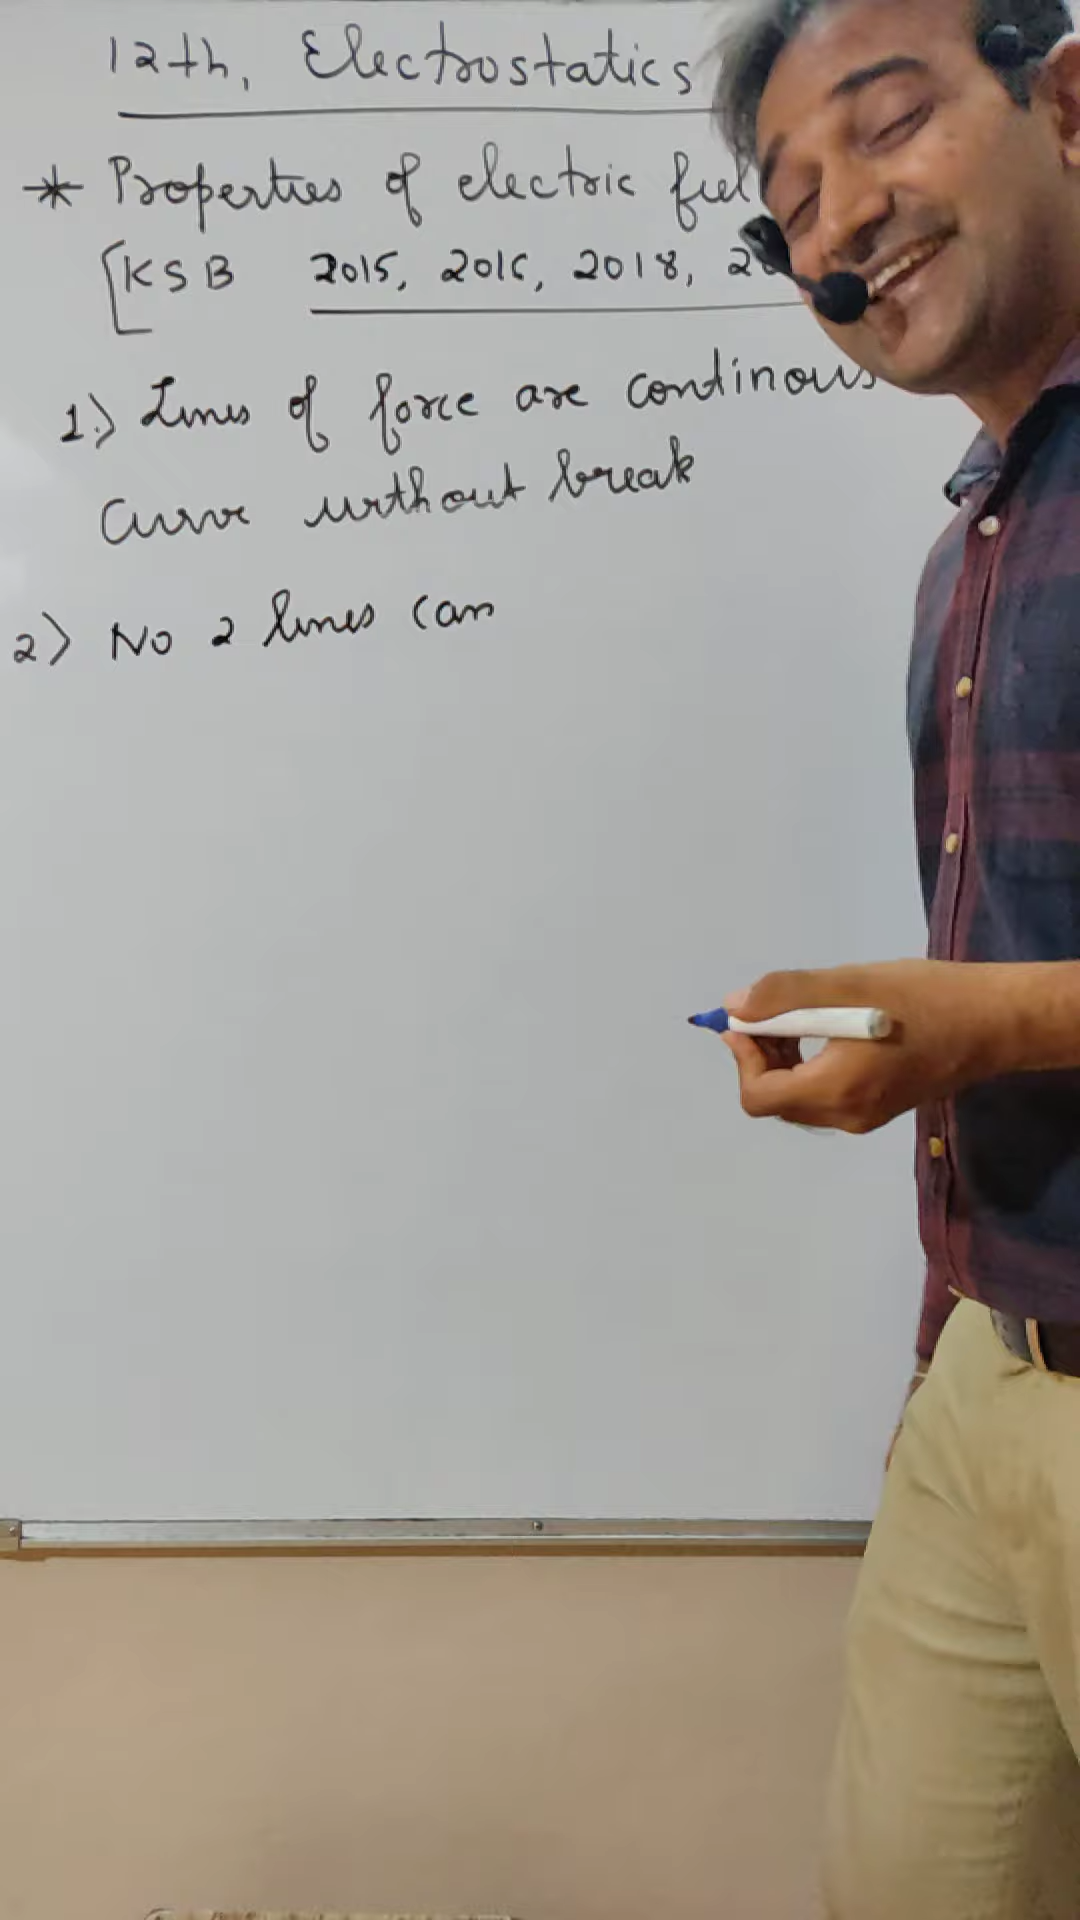 12th, Electrostatics
* Properties of electric
[KSB 2015, 2016, 2018,
1.) Lines of force are continous
Curve without break
2) No 2 lines can